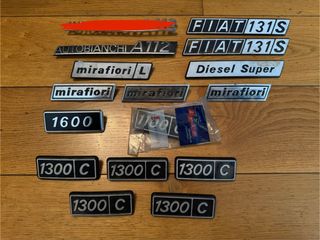 FIAT 131 S
AUTOBIANCHI A112
FIAT 131 S
mirafiori L
Diesel Super
mirafiori
mirafiori
mirafiori
1600
1300 C
1300 C
1300 C
1300 C
1300 C